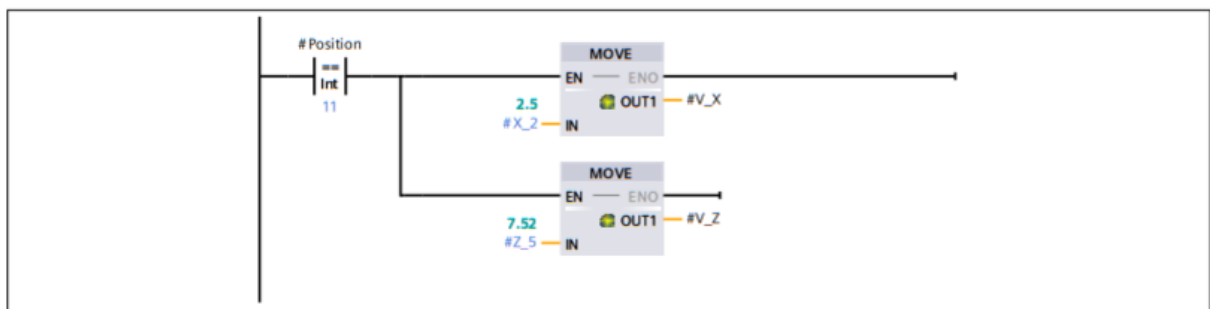 #Position
==
Int
11
MOVE
EN ENO
2.5 OUT1 #V_X
#X_2 IN
MOVE
EN ENO
7.52 OUT1 #V_Z
#Z_5 IN